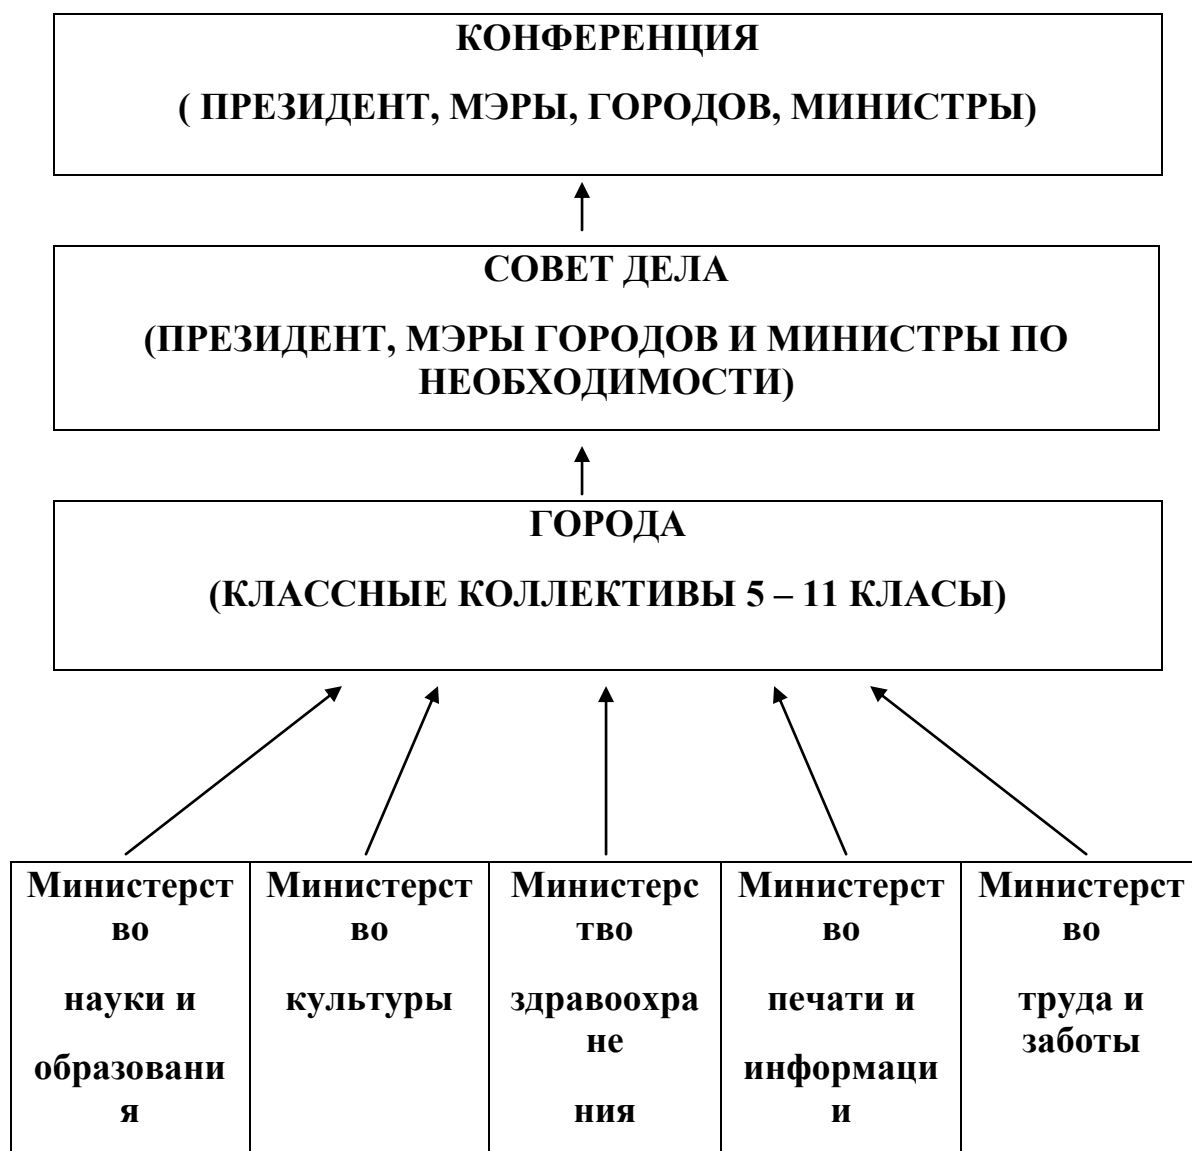 КОНФЕРЕНЦИЯ
( ПРЕЗИДЕНТ, МЭРЫ, ГОРОДОВ, МИНИСТРЫ)
СОВЕТ ДЕЛА
(ПРЕЗИДЕНТ, МЭРЫ ГОРОДОВ И МИНИСТРЫ ПО
НЕОБХОДИМОСТИ)
ГОРОДА
(КЛАССНЫЕ КОЛЛЕКТИВЫ 5 – 11 КЛАСЫ)
Министерст
во
науки и
образовани
я
Министерст
во
культуры
Министерс
тво
здравоохра
не
ния
Министерст
во
печати и
информаци
и
Министерст
во
труда и
заботы